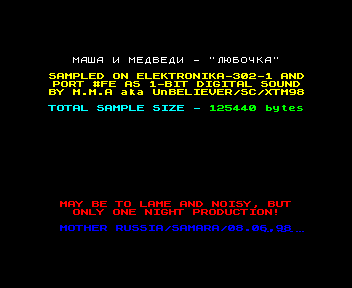 МАША И МЕДВЕДИ - "ЛЮБОЧКА"
SAMPLED ON ELEKTRONIKA-302-1 AND
PORT #FE AS 1-BIT DIGITAL SOUND
BY M.M.A aka UnBELIEVER/SC/XTM98
TOTAL SAMPLE SIZE - 125440 bytes
MAY BE TO LAME AND NOISY, BUT
ONLY ONE NIGHT PRODUCTION!
MOTHER RUSSIA/SAMARA/08.06.98